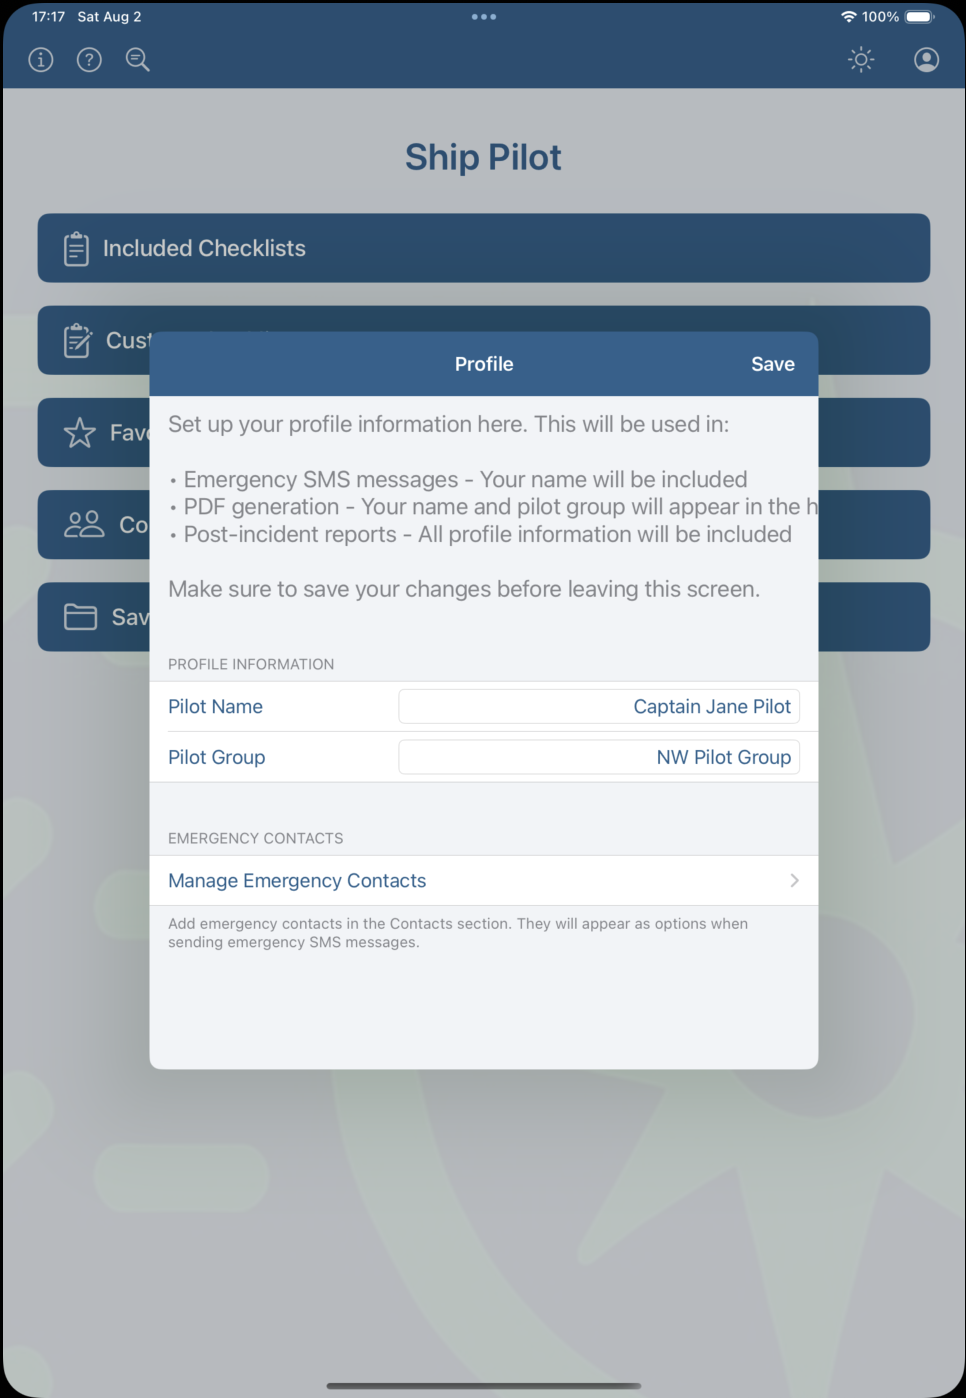 17:17 Sat Aug 2
100%
Ship Pilot
Included Checklists
Profile
Save
Set up your profile information here. This will be used in:
• Emergency SMS messages - Your name will be included
• PDF generation - Your name and pilot group will appear in the h
• Post-incident reports - All profile information will be included
Make sure to save your changes before leaving this screen.
PROFILE INFORMATION
Pilot Name
Captain Jane Pilot
Pilot Group
NW Pilot Group
EMERGENCY CONTACTS
Manage Emergency Contacts
Add emergency contacts in the Contacts section. They will appear as options when
sending emergency SMS messages.